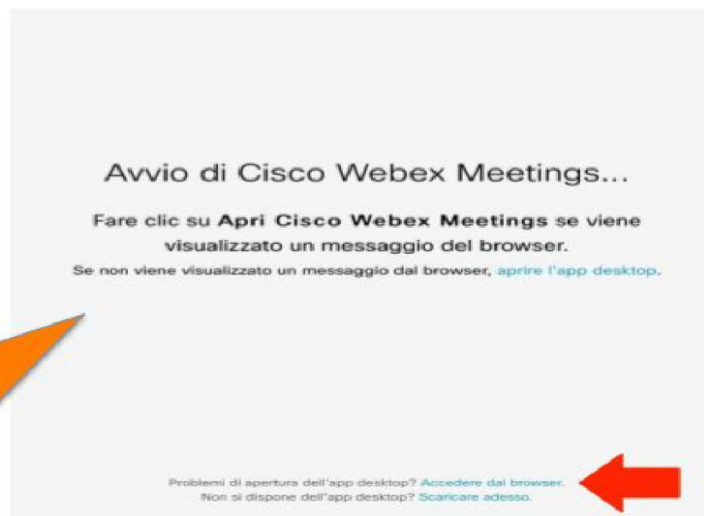 Avvio di Cisco Webex Meetings...
Fare clic su Apri Cisco Webex Meetings se viene
visualizzato un messaggio del browser.
Se non viene visualizzato un messaggio dal browser, aprire l'app desktop.
Problemi di apertura dell'app desktop? Accedere dal browser.
Non si dispone dell'app desktop? Scaricare adesso.